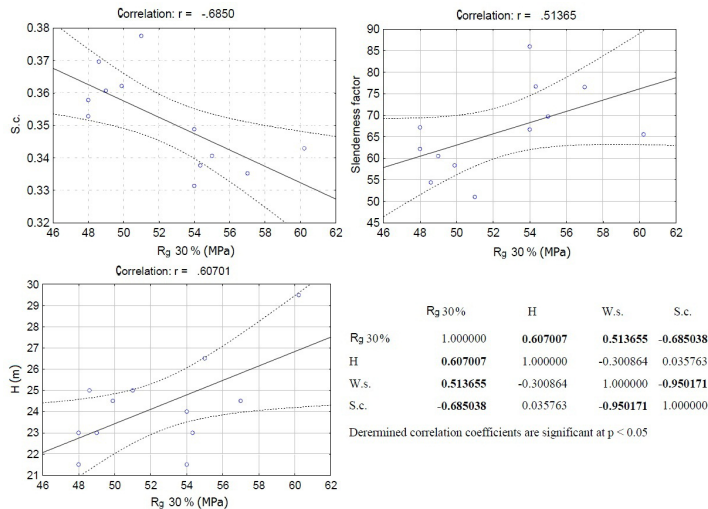 Correlation: r = -.6850
0.38
0.37
0.36
0.35
0.34
0.33
0.32
S.c.
46 48 50 52 54 56 58 60 62
Rg 30 % (MPa)
Correlation: r = .51365
90
85
80
75
70
65
60
55
50
45
Slenderness factor
46 48 50 52 54 56 58 60 62
Rg 30 % (MPa)
Correlation: r = .60701
30
29
28
27
26
25
24
23
22
21
H (m)
46 48 50 52 54 56 58 60 62
Rg 30 % (MPa)
Rg 30% H W.s. S.c.
Rg 30% 1.000000 0.607007 0.513655 -0.685038
H 0.607007 1.000000 -0.300864 0.035763
W.s. 0.513655 -0.300864 1.000000 -0.950171
S.c. -0.685038 0.035763 -0.950171 1.000000
Derermined correlation coefficients are significant at p < 0.05